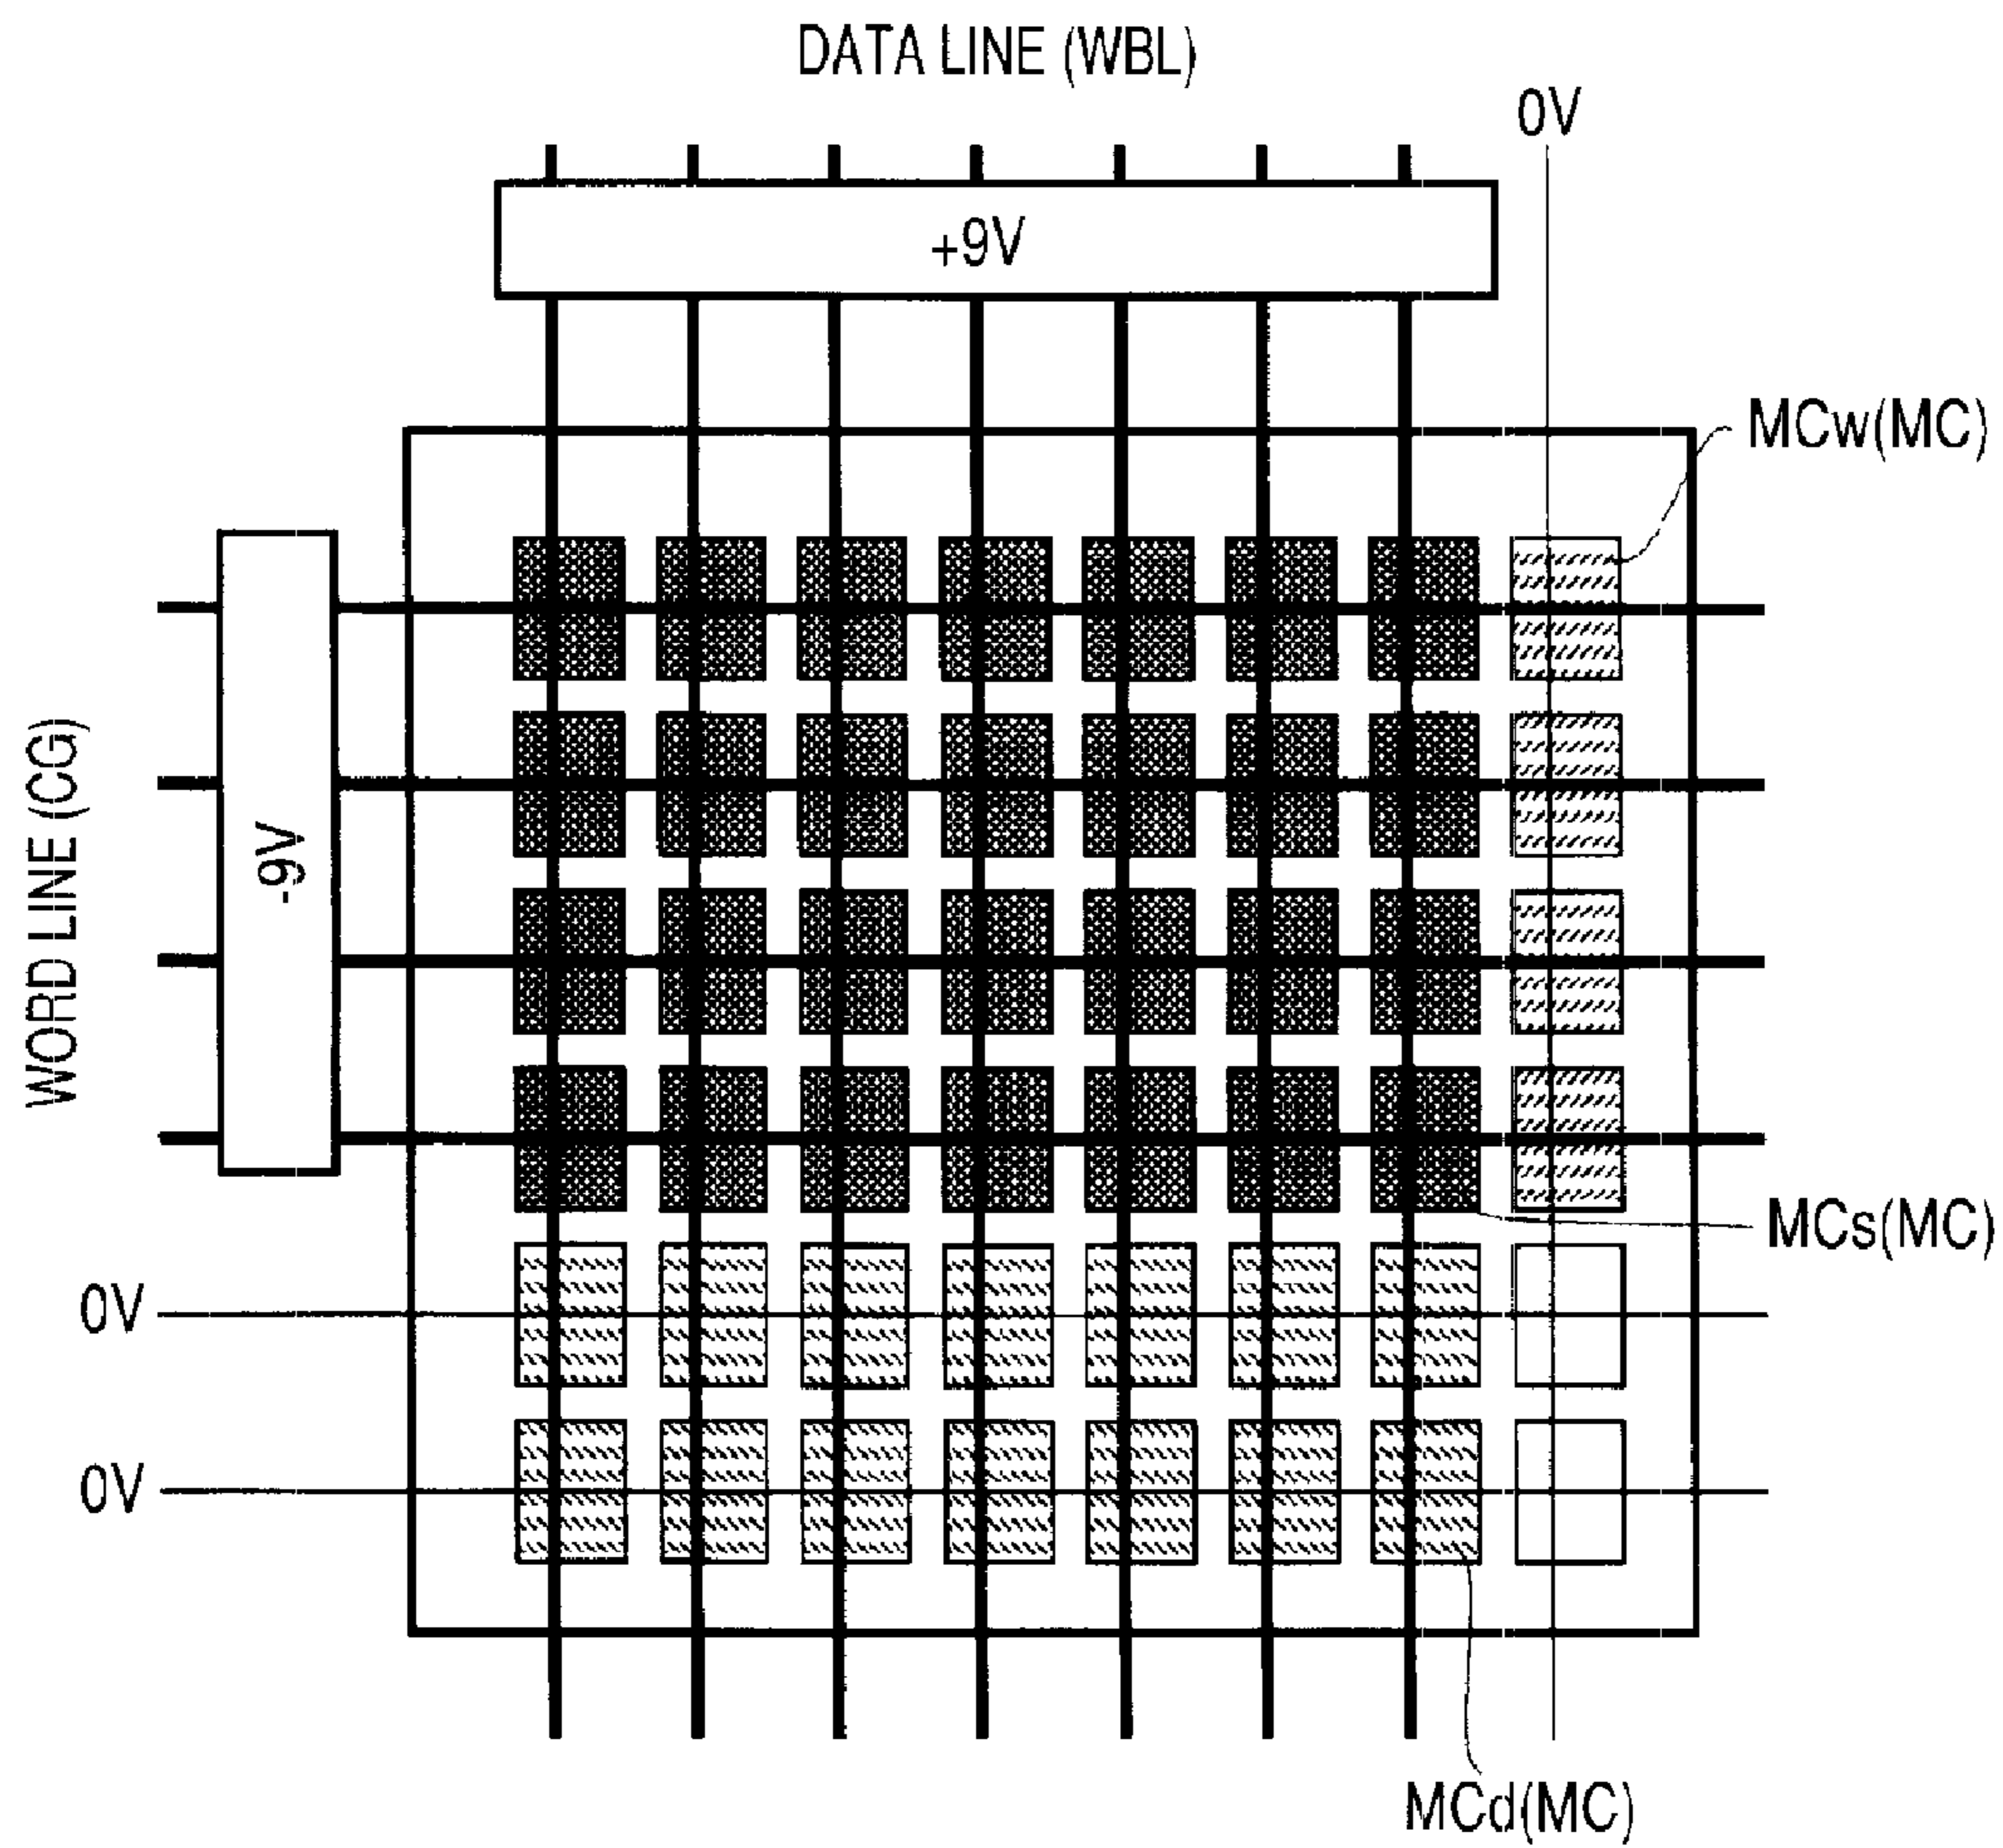 DATA LINE (WBL)
0V
+9V
MCw(MC)
WORD LINE (CG)
-9V
MCs(MC)
0V
0V
MCd(MC)